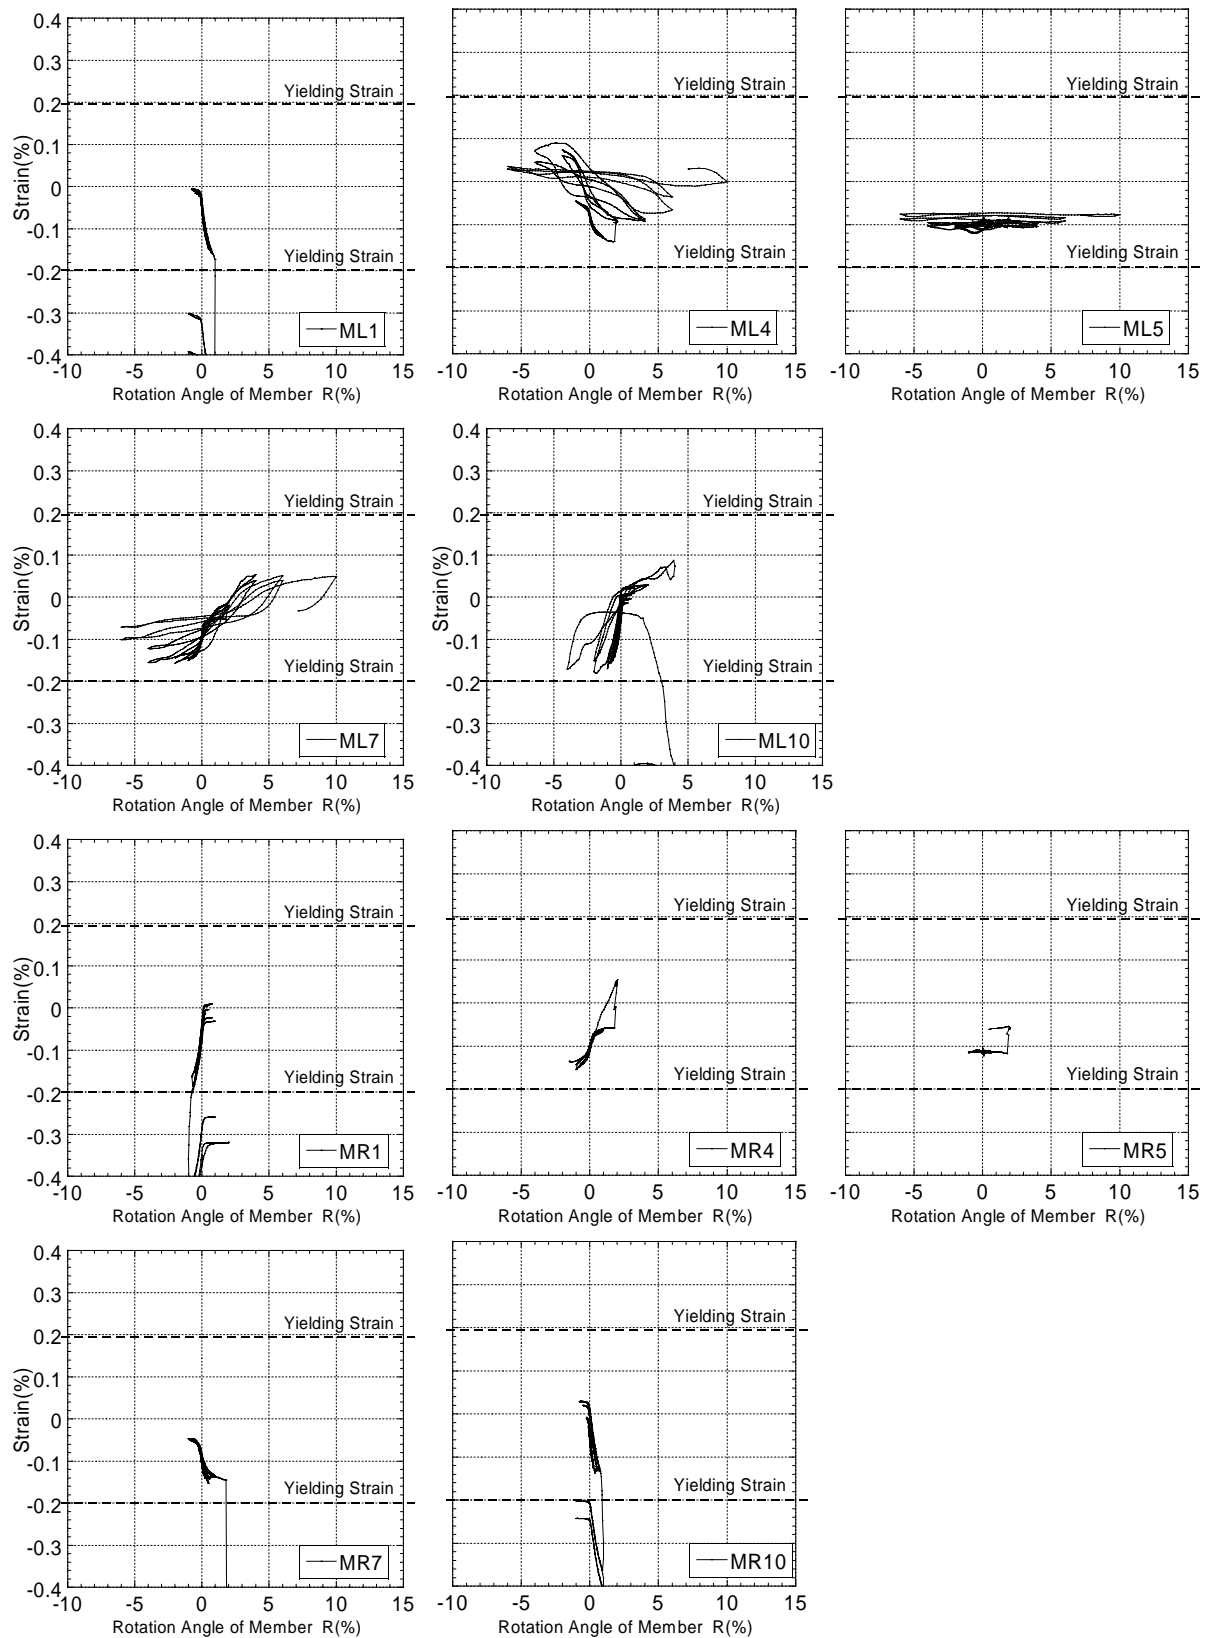 0.4
0.3
Yielding Strain Yielding Strain Yielding Strain
0.2
0.1
Strain(%)
0
-0.1
Yielding Strain Yielding Strain Yielding Strain
-0.2
-0.3
ML1 ML4 ML5
-0.4
-10 -5 0 5 10 15 -10 -5 0 5 10 15 -10 -5 0 5 10 15
Rotation Angle of Member R(%) Rotation Angle of Member R(%) Rotation Angle of Member R(%)
0.4
0.3
Yielding Strain Yielding Strain
0.2 0.2
0.4
0.3
0.1 0.1
Strain(%) Strain(%)
0 0
-0.1 -0.1
Yielding Strain Yielding Strain
-0.2 -0.2
-0.3 -0.3
ML7 ML10
-0.4 -0.4
-10 -5 0 5 10 15 -10 -5 0 5 10 15
Rotation Angle of Member R(%) Rotation Angle of Member R(%)
0.4
0.3
Yielding Strain Yielding Strain Yielding Strain
0.2
0.1
Strain(%)
0
-0.1
Yielding Strain Yielding Strain Yielding Strain
-0.2
-0.3
MR1 MR4 MR5
-0.4
-10 -5 0 5 10 15 -10 -5 0 5 10 15 -10 -5 0 5 10 15
Rotation Angle of Member R(%) Rotation Angle of Member R(%) Rotation Angle of Member R(%)
0.4
0.3
Yielding Strain Yielding Strain
0.2
0.1
Strain(%)
0
-0.1
Yielding Strain Yielding Strain
-0.2
-0.3
MR7 MR10
-0.4
-10 -5 0 5 10 15 -10 -5 0 5 10 15
Rotation Angle of Member R(%) Rotation Angle of Member R(%)